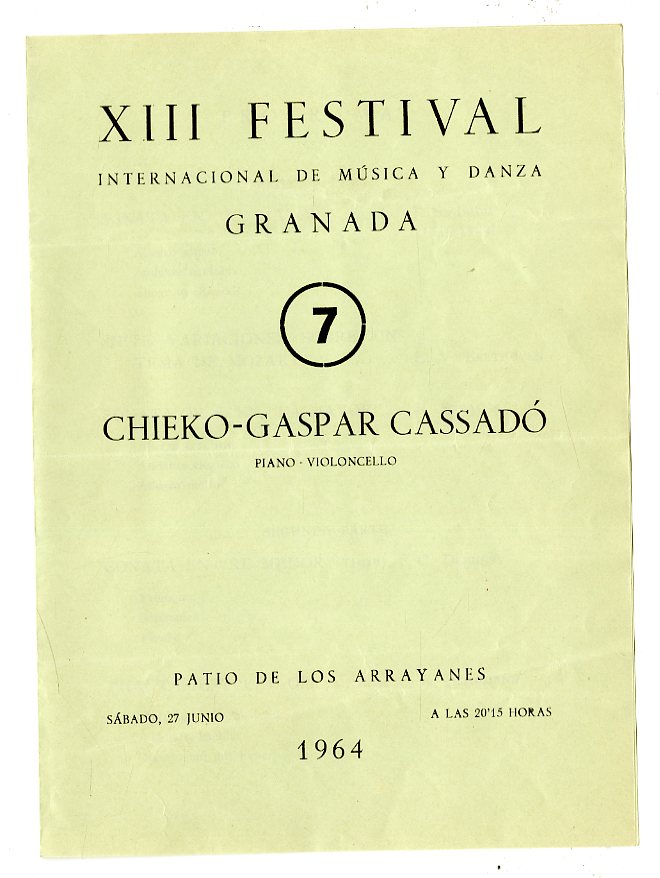 XIII FESTIVAL
INTERNACIONAL DE MÚSICA Y DANZA
GRANADA
7
CHIEKO-GASPAR CASSADÓ
PIANO - VIOLONCELLO
PATIO DE LOS ARRAYANES
SÁBADO, 27 JUNIO
A LAS 20'15 HORAS
1964